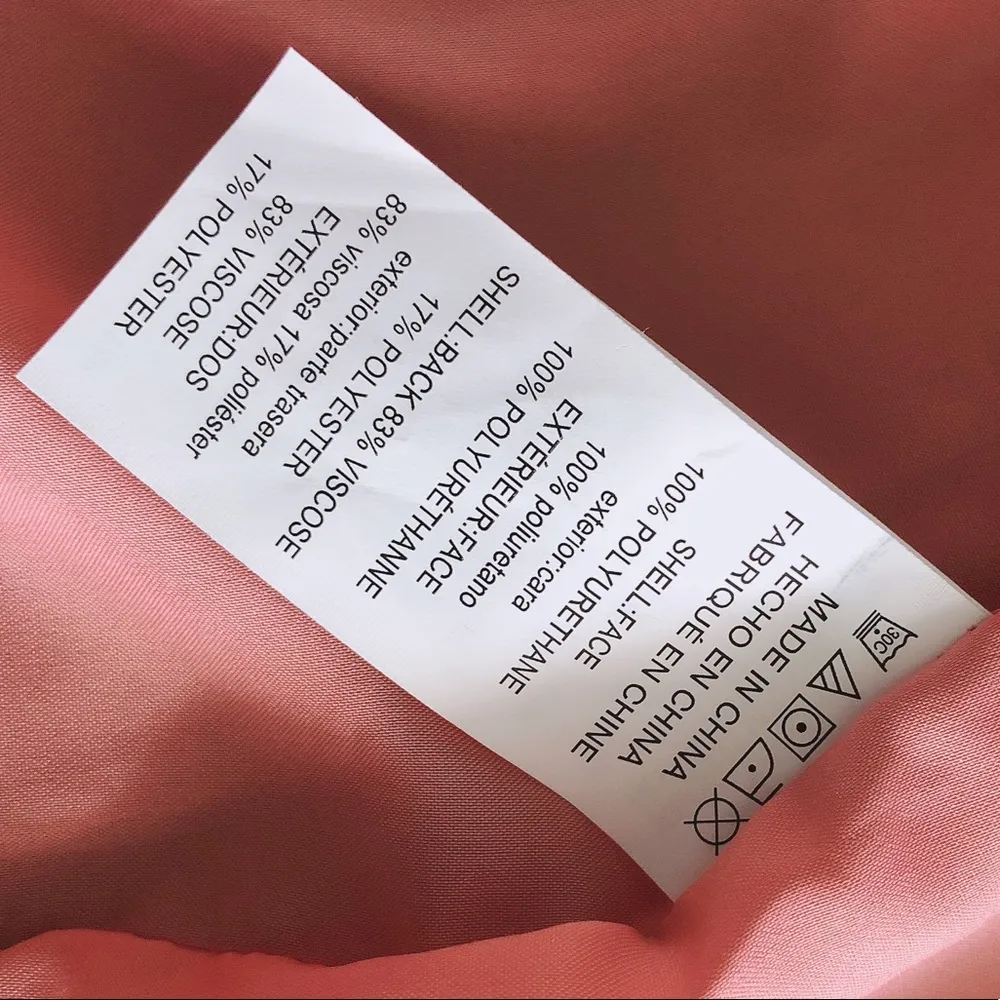 30C
MADE IN CHINA
HECHO EN CHINA
FABRIQUÉ EN CHINE
SHELL:FACE
100% POLYURETHANE
exterior:cara
100% poliuretano
EXTÉRIEUR:FACE
100% POLYURÉTHANNE
SHELL:BACK 83% VISCOSE
17% POLYESTER
exterior:parte trasera
83% viscosa 17% poliéster
EXTÉRIEUR:DOS
83% VISCOSE
17% POLYESTER